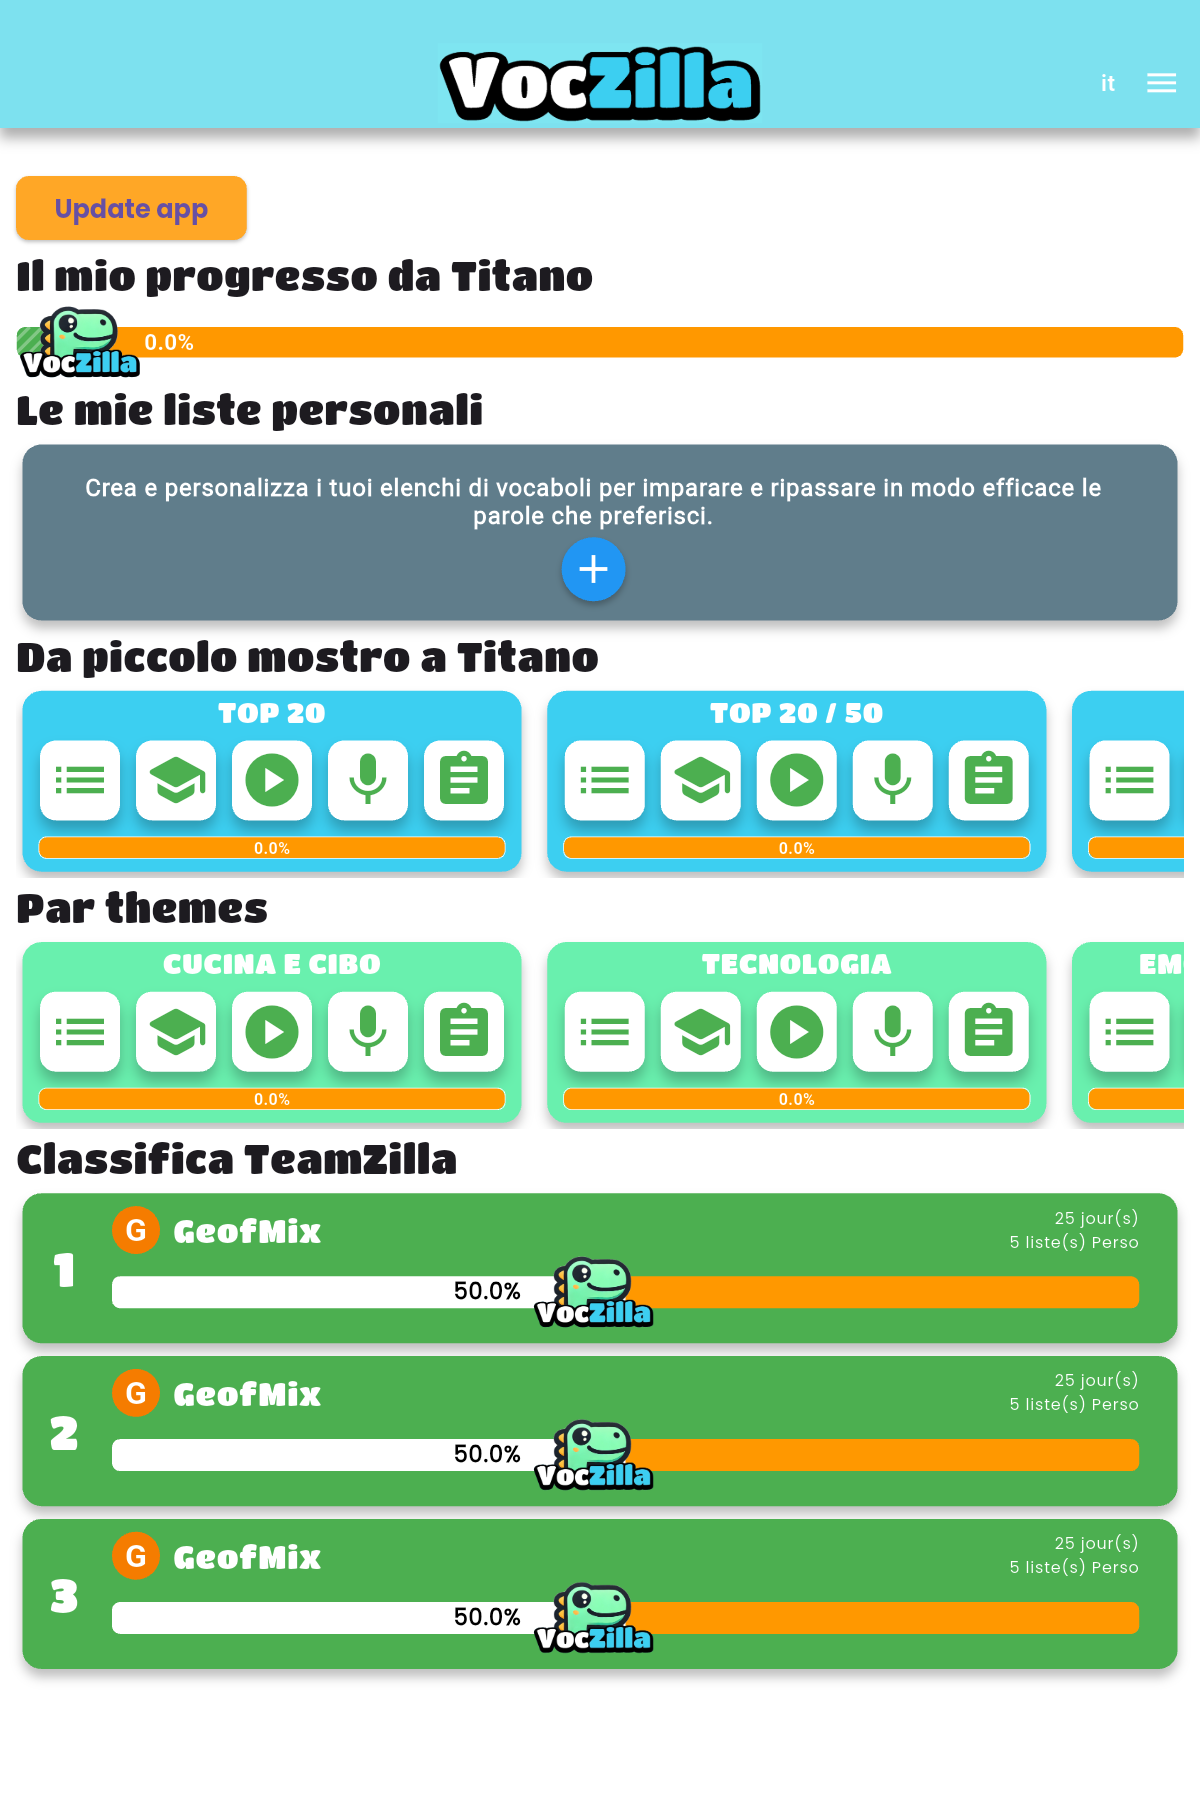 VocZilla
it
Update app
Il mio progresso da Titano
0.0%
VocZilla
Le mie liste personali
Crea e personalizza i tuoi elenchi di vocaboli per imparare e ripassare in modo efficace le
parole che preferisci.
Da piccolo mostro a Titano
TOP 20
TOP 20 / 50
0.0%
0.0%
Par themes
CUCINA E CIBO
TECNOLOGIA
EM
0.0%
0.0%
Classifica TeamZilla
1
G
GeofMix
25 jour(s)
5 liste(s) Perso
50.0%
VocZilla
2
G
GeofMix
25 jour(s)
5 liste(s) Perso
50.0%
VocZilla
3
G
GeofMix
25 jour(s)
5 liste(s) Perso
50.0%
VocZilla